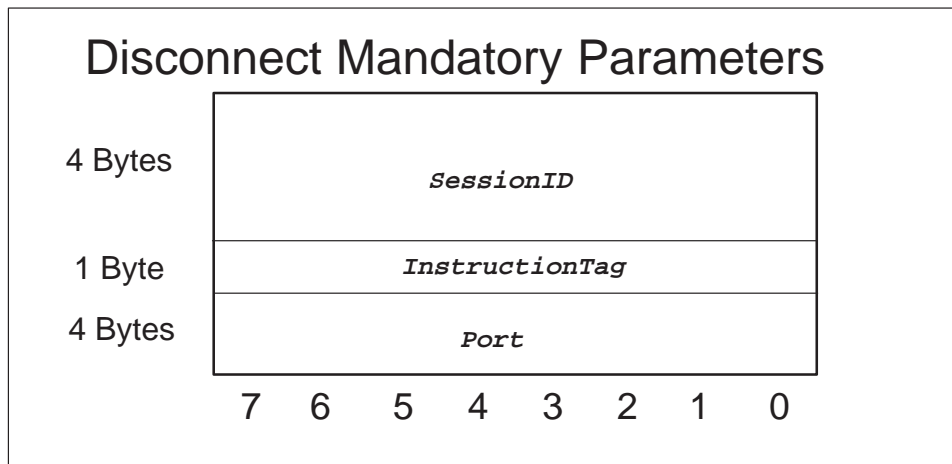 Disconnect Mandatory Parameters
4 Bytes
SessionID
1 Byte
InstructionTag
4 Bytes
Port
7 6 5 4 3 2 1 0